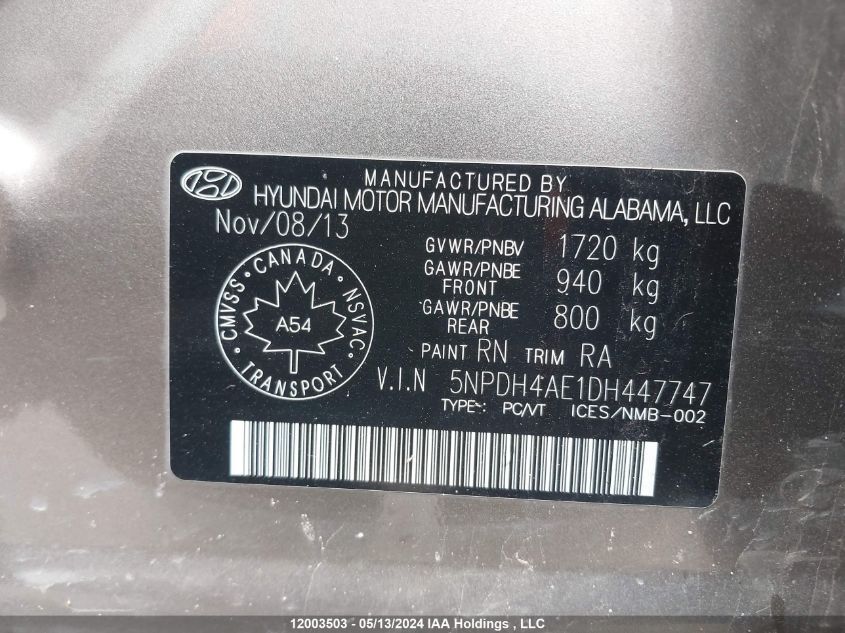 MANUFACTURED BY
HYUNDAI MOTOR MANUFACTURING ALABAMA, LLC
Nov/08/13
GVWR/PNBV 1720 kg
GAWR/PNBE FRONT 940 kg
GAWR/PNBE REAR 800 kg
CMVSS · CANADA · NSVAC
A54
TRANSPORT
PAINT RN TRIM RA
V.I.N 5NPDH4AE1DH447747
TYPE: PC/VT ICES/NMB-002
12003503 - 05/13/2024 IAA Holdings , LLC